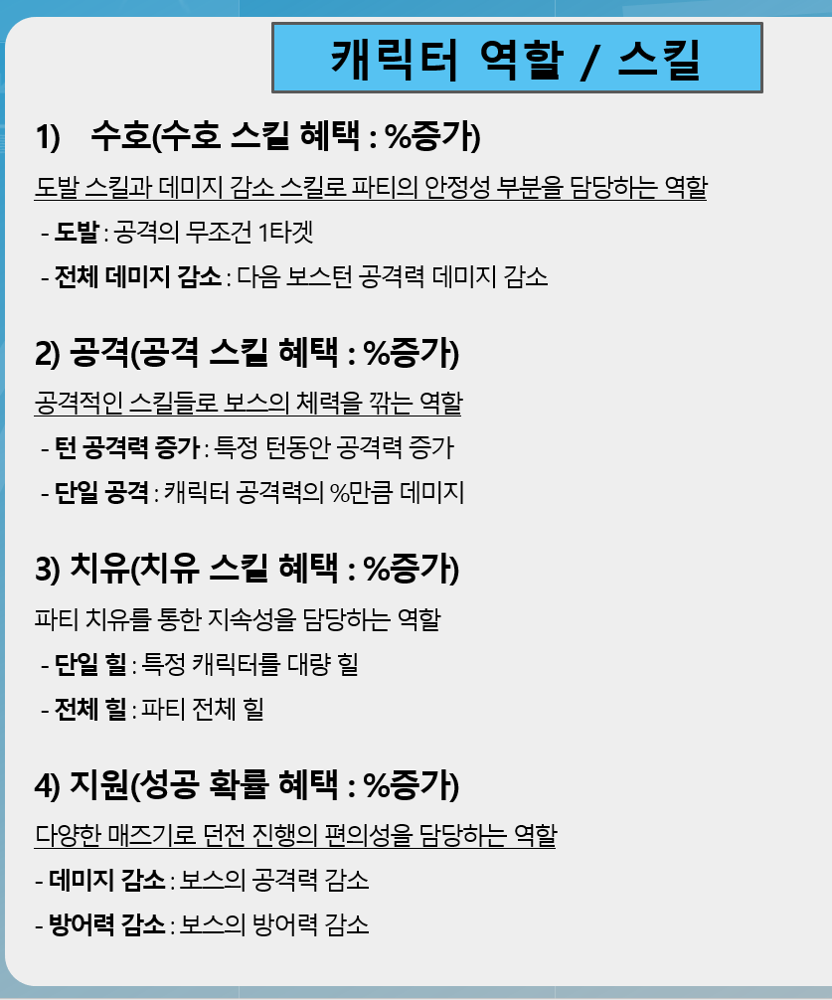 캐릭터 역할 / 스킬
1) 수호(수호 스킬 혜택 : %증가)
도발 스킬과 데미지 감소 스킬로 파티의 안정성 부분을 담당하는 역할
- 도발 : 공격의 무조건 1타겟
- 전체 데미지 감소 : 다음 보스턴 공격력 데미지 감소
2) 공격(공격 스킬 혜택 : %증가)
공격적인 스킬들로 보스의 체력을 깎는 역할
- 턴 공격력 증가 : 특정 턴동안 공격력 증가
- 단일 공격 : 캐릭터 공격력의 %만큼 데미지
3) 치유(치유 스킬 혜택 : %증가)
파티 치유를 통한 지속성을 담당하는 역할
- 단일 힐 : 특정 캐릭터를 대량 힐
- 전체 힐 : 파티 전체 힐
4) 지원(성공 확률 혜택 : %증가)
다양한 매즈기로 던전 진행의 편의성을 담당하는 역할
- 데미지 감소 : 보스의 공격력 감소
- 방어력 감소 : 보스의 방어력 감소